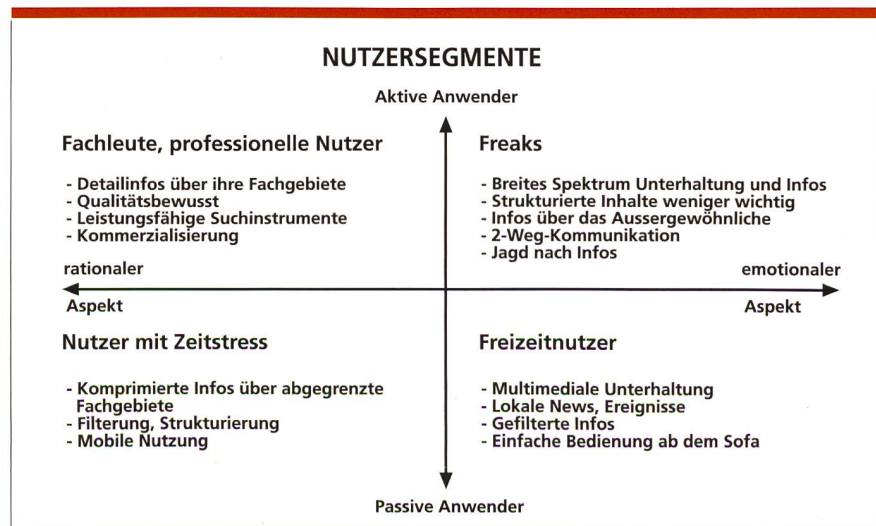 NUTZERSEGMENTE
Aktive Anwender
Fachleute, professionelle Nutzer
- Detailinfos über ihre Fachgebiete
- Qualitätsbewusst
- Leistungsfähige Suchinstrumente
- Kommerzialisierung
Freaks
- Breites Spektrum Unterhaltung und Infos
- Strukturierte Inhalte weniger wichtig
- Infos über das Aussergewöhnliche
- 2-Weg-Kommunikation
- Jagd nach Infos
rationaler
Aspekt
emotionaler
Aspekt
Nutzer mit Zeitstress
- Komprimierte Infos über abgegrenzte
Fachgebiete
- Filterung, Strukturierung
- Mobile Nutzung
Freizeitnutzer
- Multimediale Unterhaltung
- Lokale News, Ereignisse
- Gefilterte Infos
- Einfache Bedienung ab dem Sofa
Passive Anwender